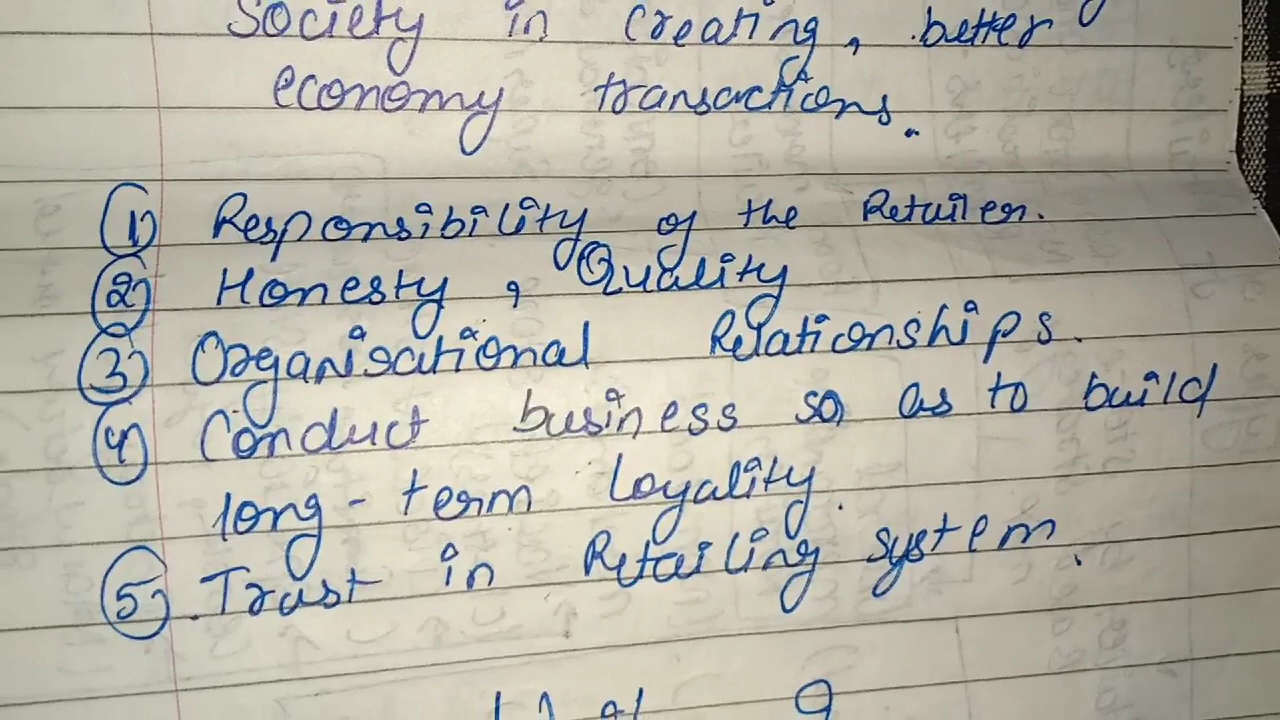 Society in creating, better
economy transactions.
① Responsibility of the Retailer.
② Honesty, Quality
③ Organisational Relationships.
④ Conduct business so as to build
long-term Loyality.
⑤ Trust in Retailing system.